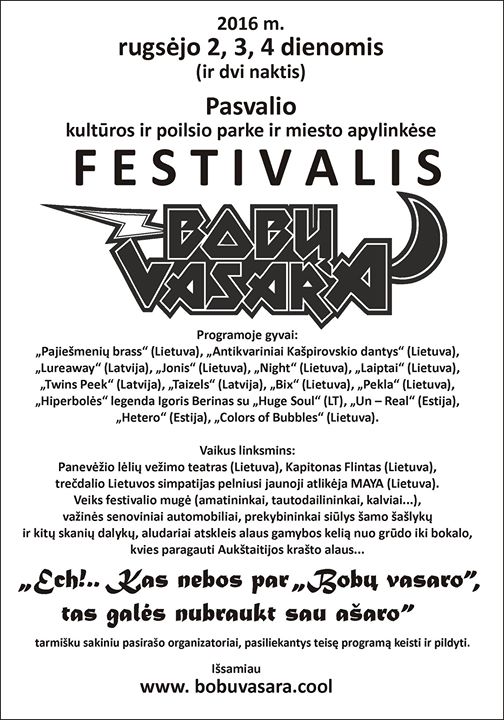 2016 m.
rugsėjo 2, 3, 4 dienomis
(ir dvi naktis)
Pasvalio
kultūros ir poilsio parke ir miesto apylinkėse
FESTIVALIS
BOBŲ
VASARA
Programoje gyvai:
„Pajiešmenių brass“ (Lietuva), „Antikvariniai Kašpirovskio dantys“ (Lietuva),
„Lureaway“ (Latvija), „Jonis“ (Lietuva), „Night“ (Lietuva), „Laiptai“ (Lietuva),
„Twins Peek“ (Latvija), „Taizels“ (Latvija), „Bix“ (Lietuva), „Pekla“ (Lietuva),
„Hiperbolės“ legenda Igoris Berinas su „Huge Soul“ (LT), „Un – Real“ (Estija),
„Hetero“ (Estija), „Colors of Bubbles“ (Lietuva).
Vaikus linksmins:
Panevėžio lėlių vežimo teatras (Lietuva), Kapitonas Flintas (Lietuva),
trečdalio Lietuvos simpatijas pelniusi jaunoji atlikėja MAYA (Lietuva).
Veiks festivalio mugė (amatininkai, tautodailininkai, kalviai...),
važinės senoviniai automobiliai, prekybininkai siūlys šamo šašlykų
ir kitų skanių dalykų, aludariai atskleis alaus gamybos kelią nuo grūdo iki bokalo,
kvies paragauti Aukštaitijos krašto alaus...
„Ech!.. Kas nebos par „Bobų vasaro”,
tas galės nubraukt sau ašaro”
tarmišku sakiniu pasirašo organizatoriai, pasiliekantys teisę programą keisti ir pildyti.
Išsamiau
www. bobuvasara.cool